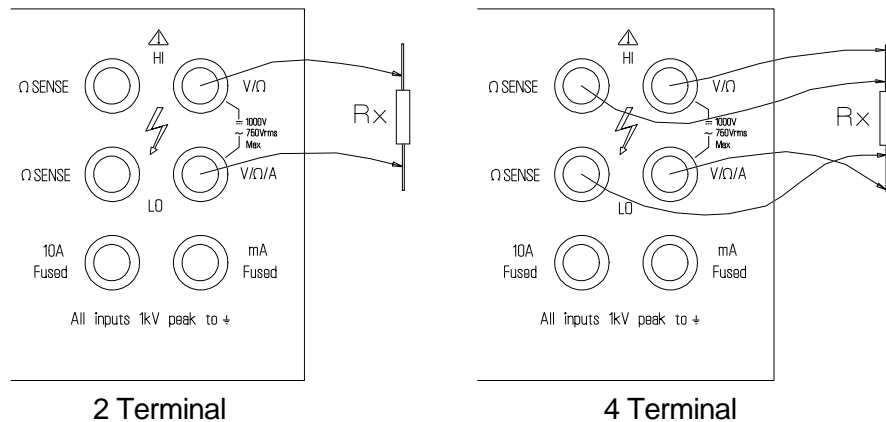 HI
Ω SENSE
V/Ω
⎓ 1000V
~ 750Vrms
Max
Rx
Ω SENSE
V/Ω/A
LO
10A
Fused
mA
Fused
All inputs 1kV peak to ⏚
2 Terminal
HI
Ω SENSE
V/Ω
⎓ 1000V
~ 750Vrms
Max
Rx
Ω SENSE
V/Ω/A
LO
10A
Fused
mA
Fused
All inputs 1kV peak to ⏚
4 Terminal